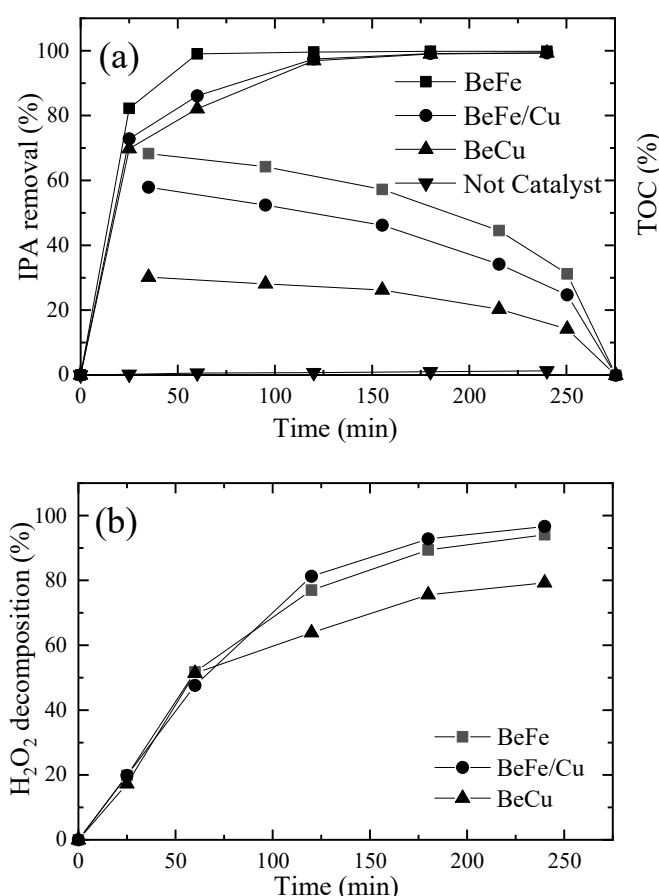 (a)
100
80
60
40
20
0
IPA removal (%)
TOC (%)
BeFe
BeFe/Cu
BeCu
Not Catalyst
0 50 100 150 200 250
Time (min)
(b)
100
80
60
40
20
0
H₂O₂ decomposition (%)
BeFe
BeFe/Cu
BeCu
0 50 100 150 200 250
Time (min)